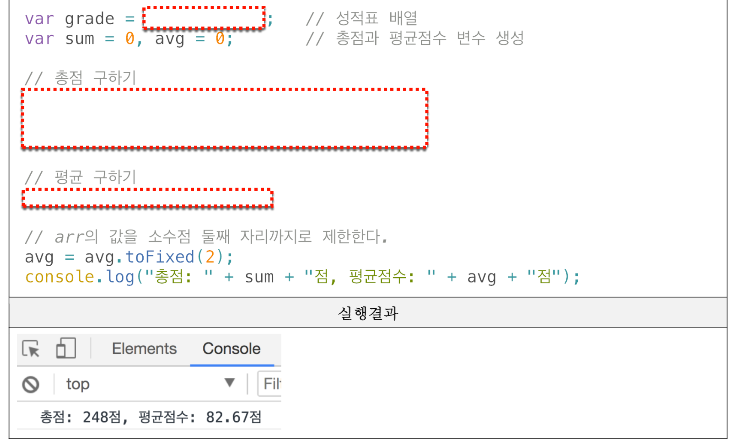 var grade = ; // 성적표 배열
var sum = 0, avg = 0; // 총점과 평균점수 변수 생성
// 총점 구하기
// 평균 구하기
// arr의 값을 소수점 둘째 자리까지로 제한한다.
avg = avg.toFixed(2);
console.log("총점: " + sum + "점, 평균점수: " + avg + "점");
실행결과
Elements Console
top ▼ Fil
총점: 248점, 평균점수: 82.67점